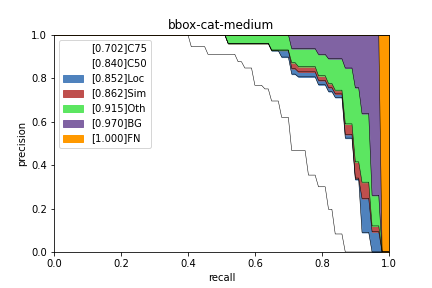 bbox-cat-medium
[0.702]C75
[0.840]C50
[0.852]Loc
[0.862]Sim
[0.915]Oth
[0.970]BG
[1.000]FN
precision
1.0
0.8
0.6
0.4
0.2
0.0
0.0 0.2 0.4 0.6 0.8 1.0
recall